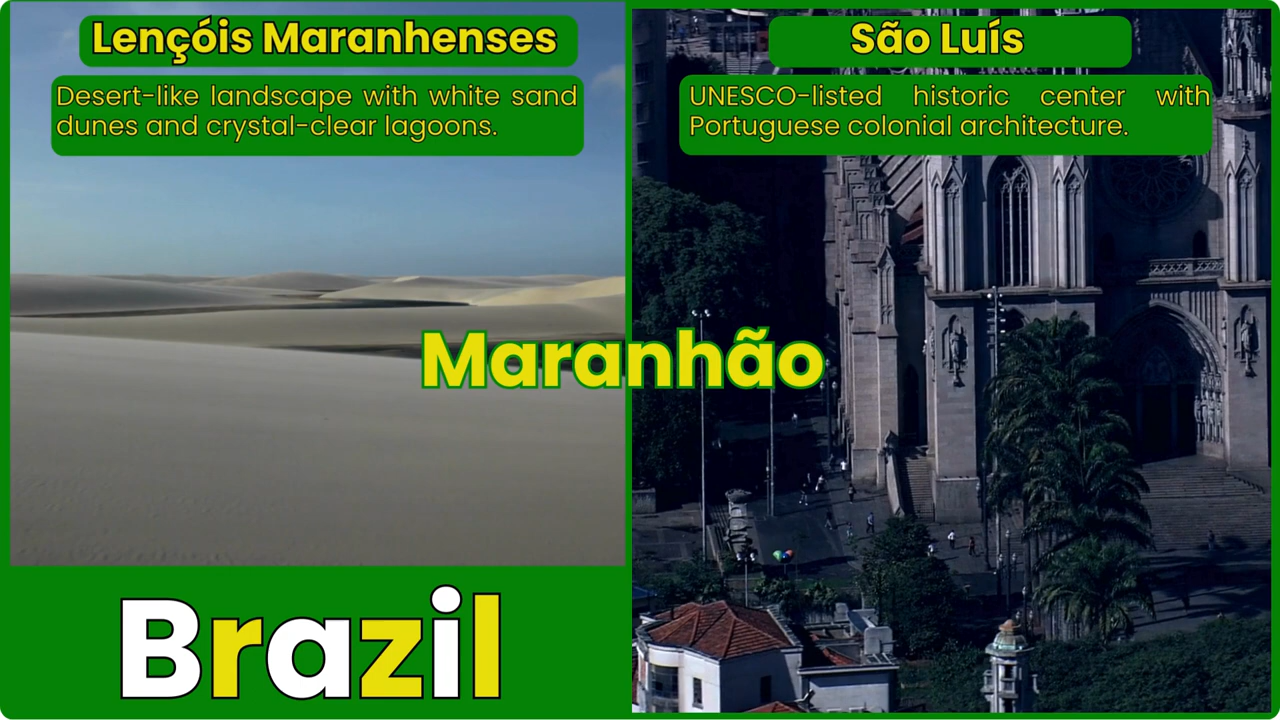 Lençóis Maranhenses
Desert-like landscape with white sand
dunes and crystal-clear lagoons.
São Luís
UNESCO-listed historic center with
Portuguese colonial architecture.
Maranhão
Brazil